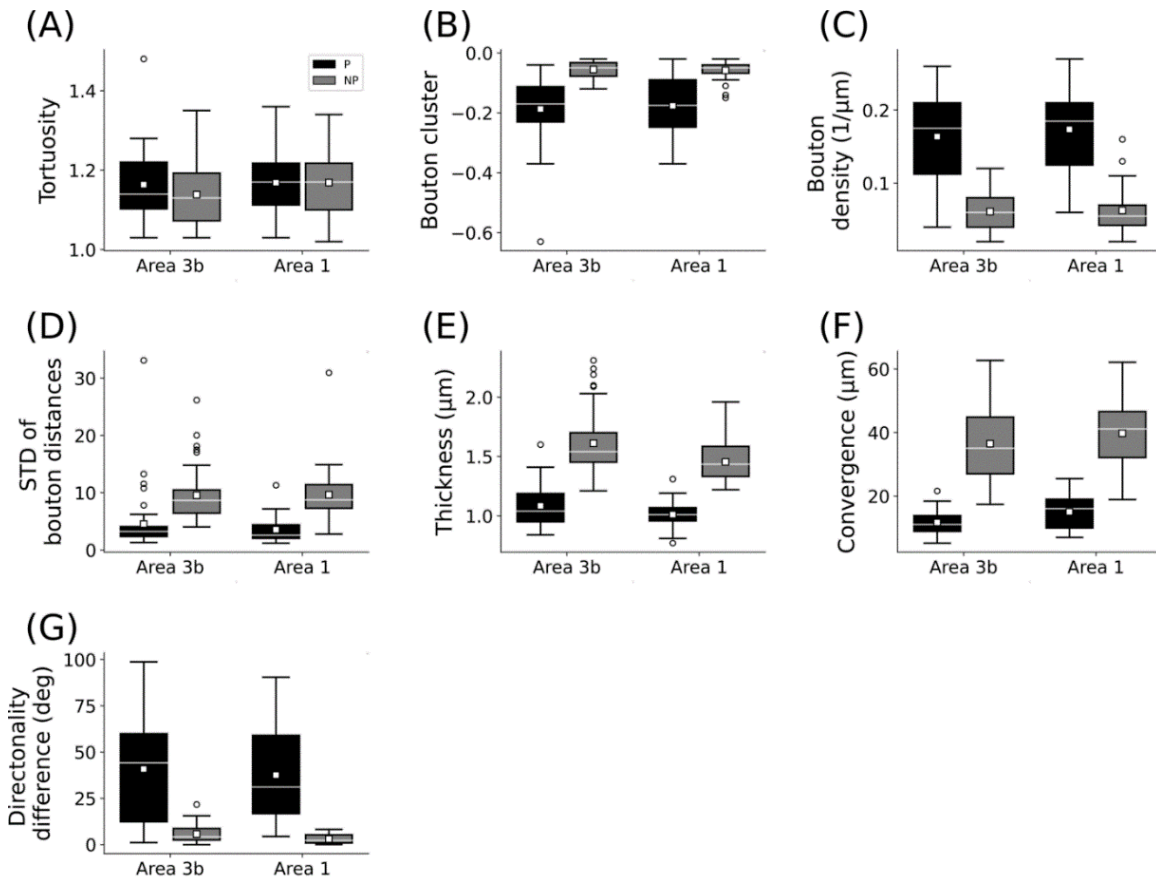 (A)
Tortuosity
1.4
1.2
1.0
P
NP
Area 3b
Area 1
(B)
Bouton cluster
0.0
−0.2
−0.4
−0.6
Area 3b
Area 1
(C)
Bouton
density (1/μm)
0.2
0.1
Area 3b
Area 1
(D)
STD of
bouton distances
30
20
10
0
Area 3b
Area 1
(E)
Thickness (μm)
2.0
1.5
1.0
Area 3b
Area 1
(F)
Convergence (μm)
60
40
20
Area 3b
Area 1
(G)
Directonality
difference (deg)
100
75
50
25
0
Area 3b
Area 1